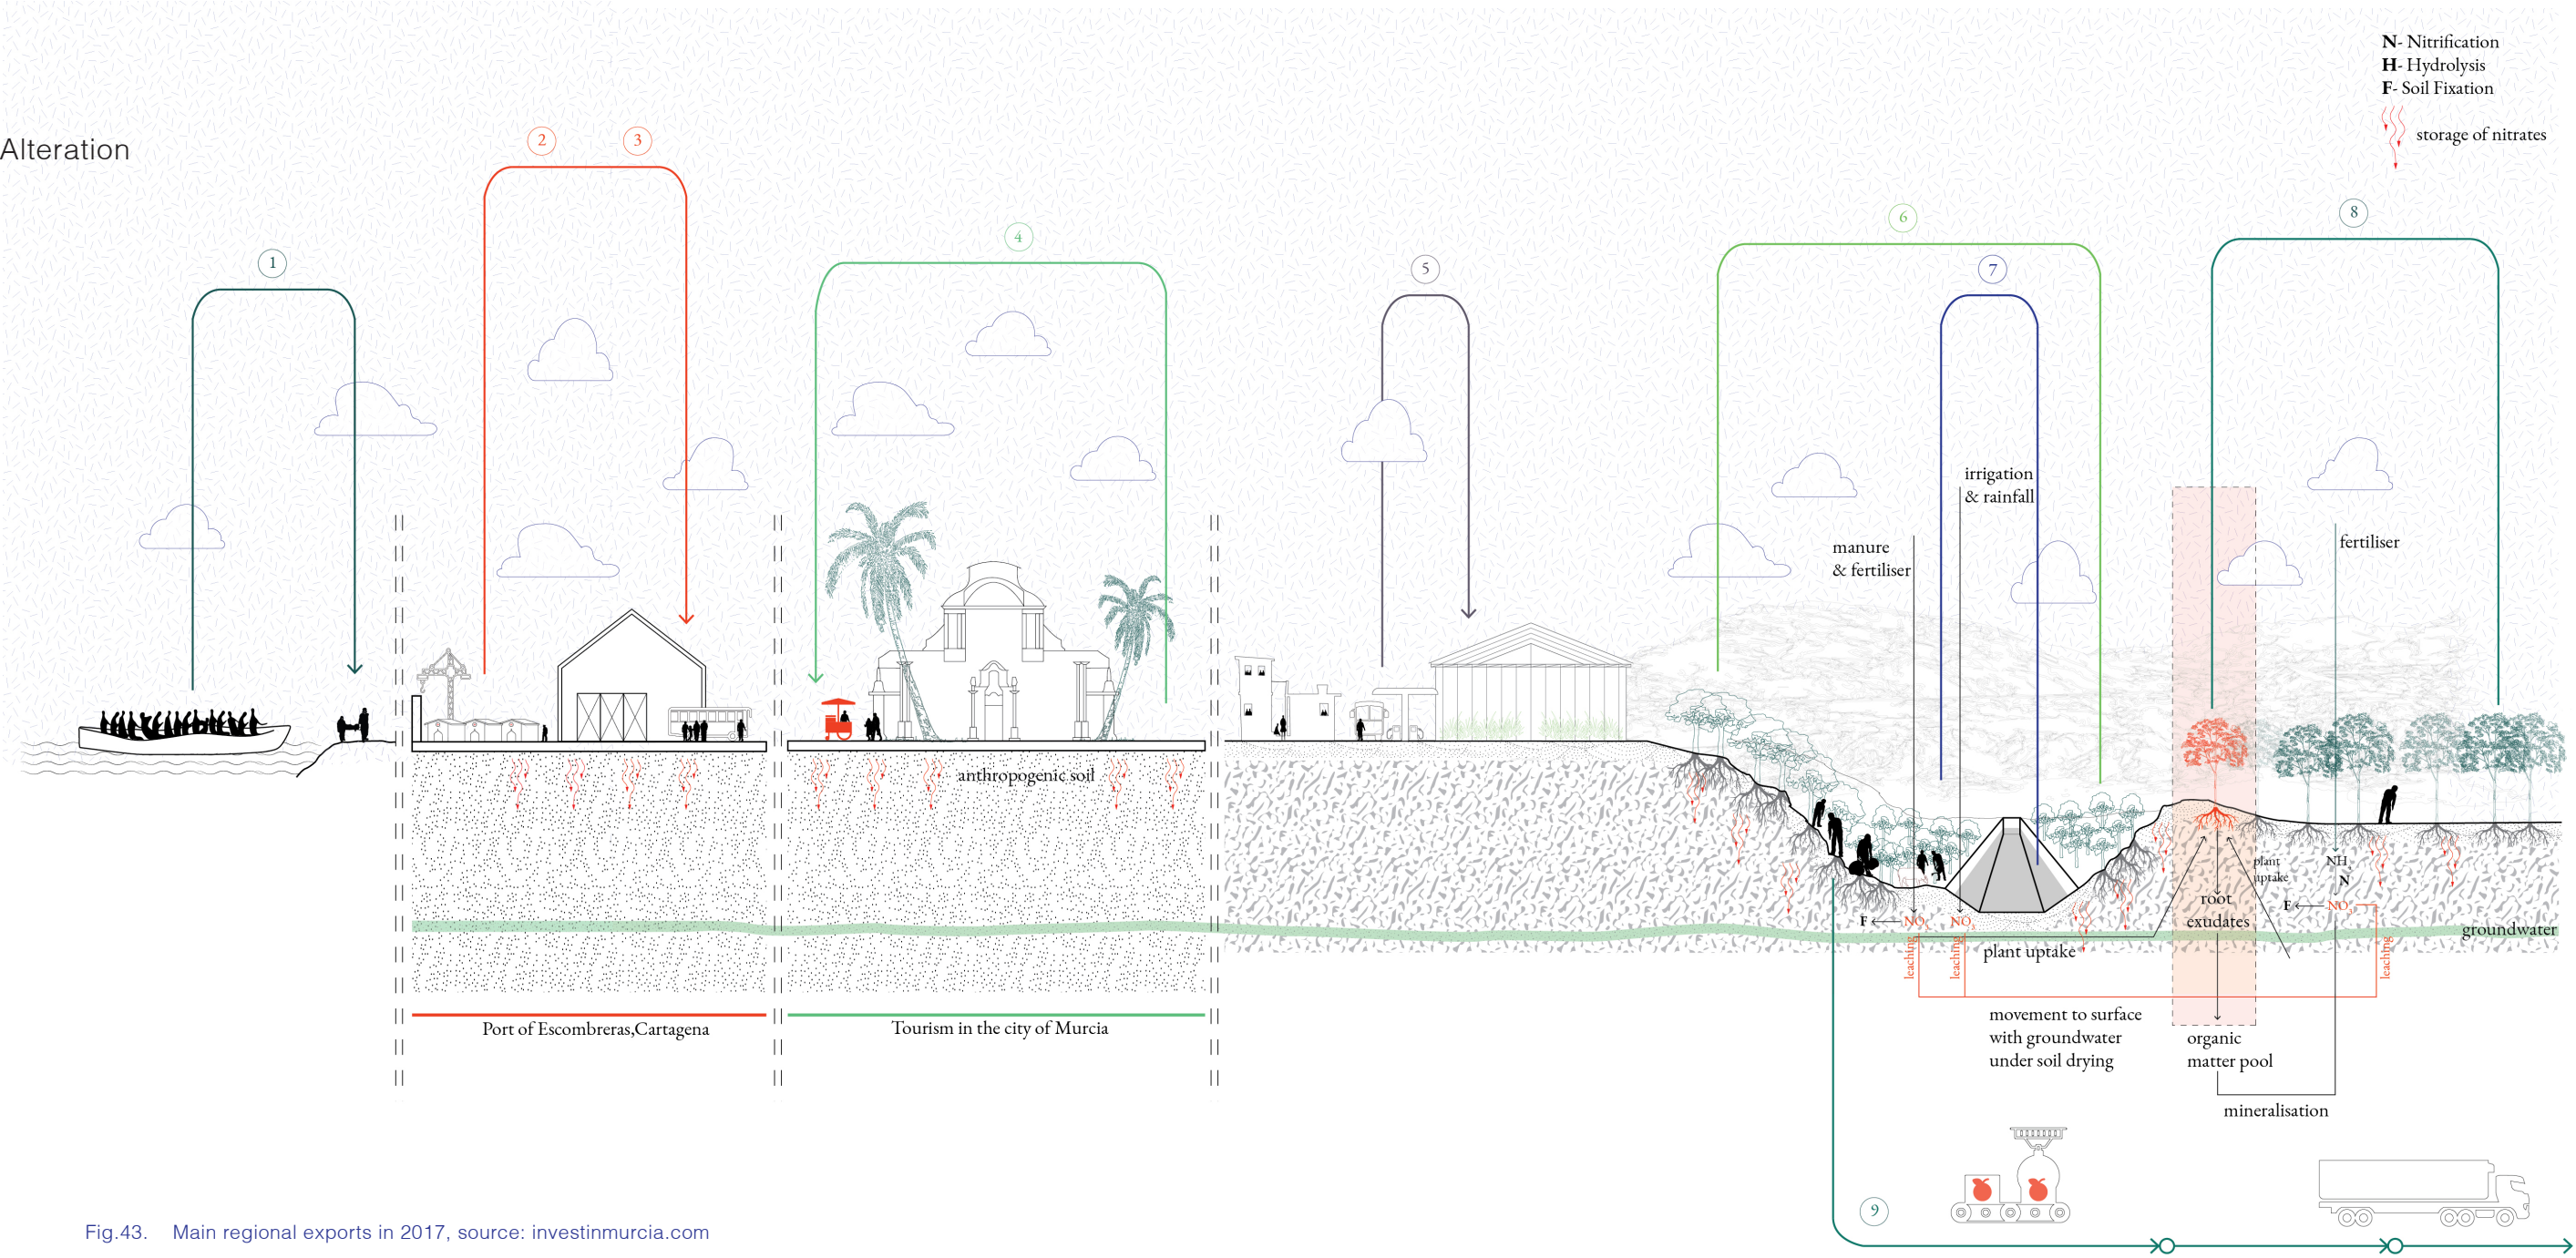 N- Nitrification
H- Hydrolysis
F- Soil Fixation
storage of nitrates
Alteration
1
2
3
4
5
6
7
8
irrigation
& rainfall
manure
& fertiliser
fertiliser
anthropogenic soil
plant
uptake
NH
N
root
exudates
F
NO
NO
F
NO3
groundwater
leaching
leaching
leaching
plant uptake
Port of Escombreras,Cartagena
Tourism in the city of Murcia
movement to surface
with groundwater
under soil drying
organic
matter pool
mineralisation
9
Fig.43. Main regional exports in 2017, source: investinmurcia.com